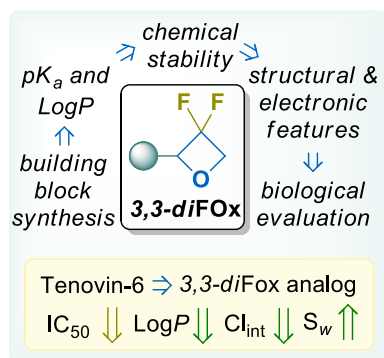 chemical
stability
pKa and
LogP
structural &
electronic
features
building
block
synthesis
F F
O
3,3-diFOx
biological
evaluation
Tenovin-6 ⇒ 3,3-diFox analog
IC50 ⇓ LogP ⇓ Clint ⇓ Sw ⇑